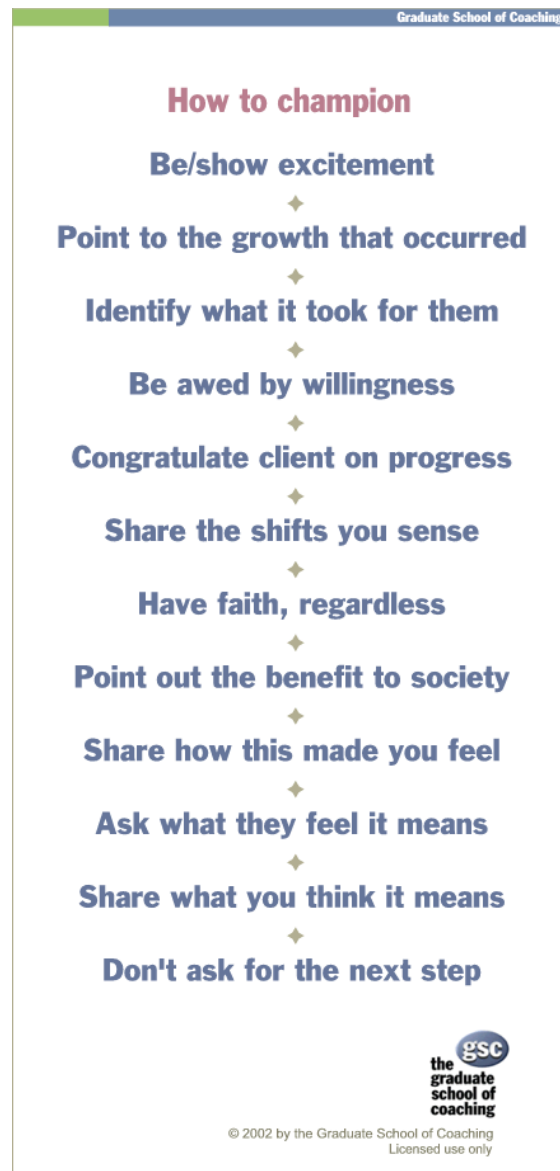 Graduate School of Coaching
How to champion
Be/show excitement
Point to the growth that occurred
Identify what it took for them
Be awed by willingness
Congratulate client on progress
Share the shifts you sense
Have faith, regardless
Point out the benefit to society
Share how this made you feel
Ask what they feel it means
Share what you think it means
Don't ask for the next step
gsc
the
graduate
school of
coaching
© 2002 by the Graduate School of Coaching
Licensed use only